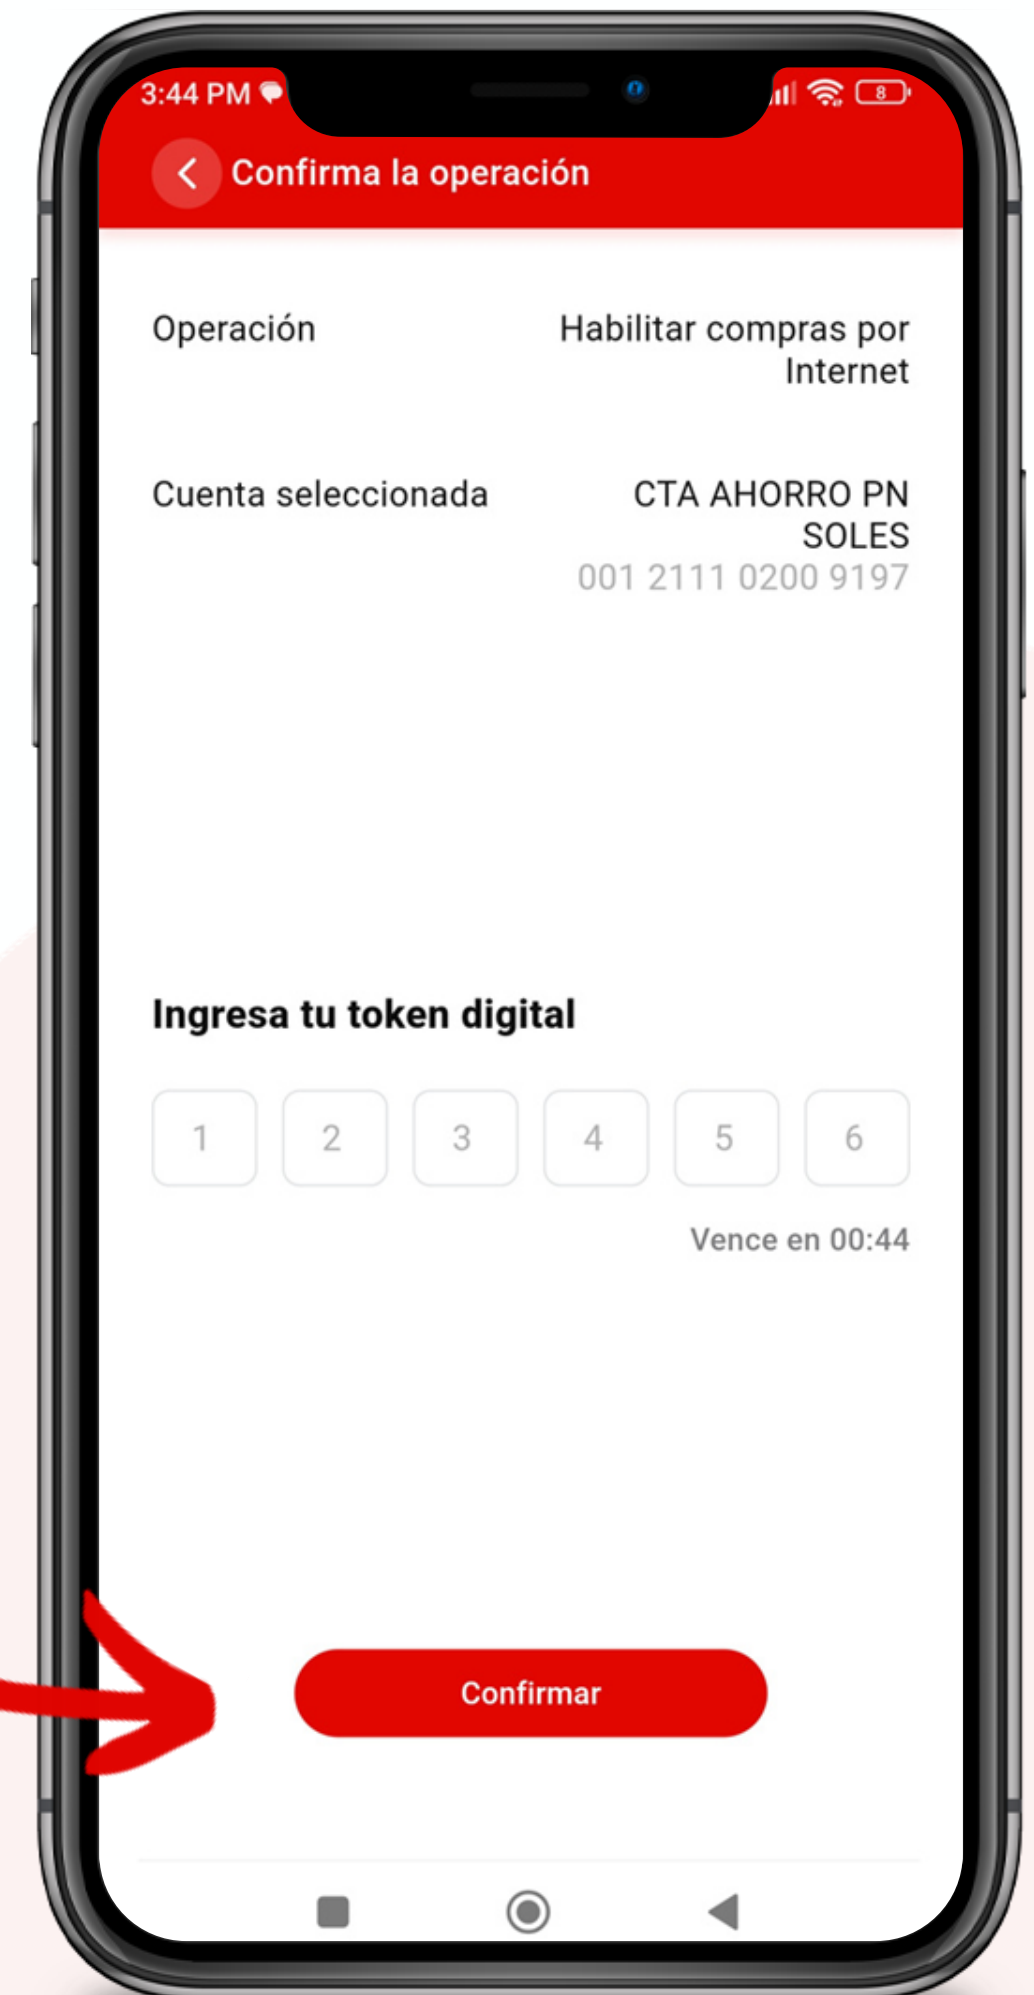 3:44 PM
8
Confirma la operación
Operación
Habilitar compras por
Internet
Cuenta seleccionada
CTA AHORRO PN
SOLES
001 2111 0200 9197
Ingresa tu token digital
1 2 3 4 5 6
Vence en 00:44
Confirmar